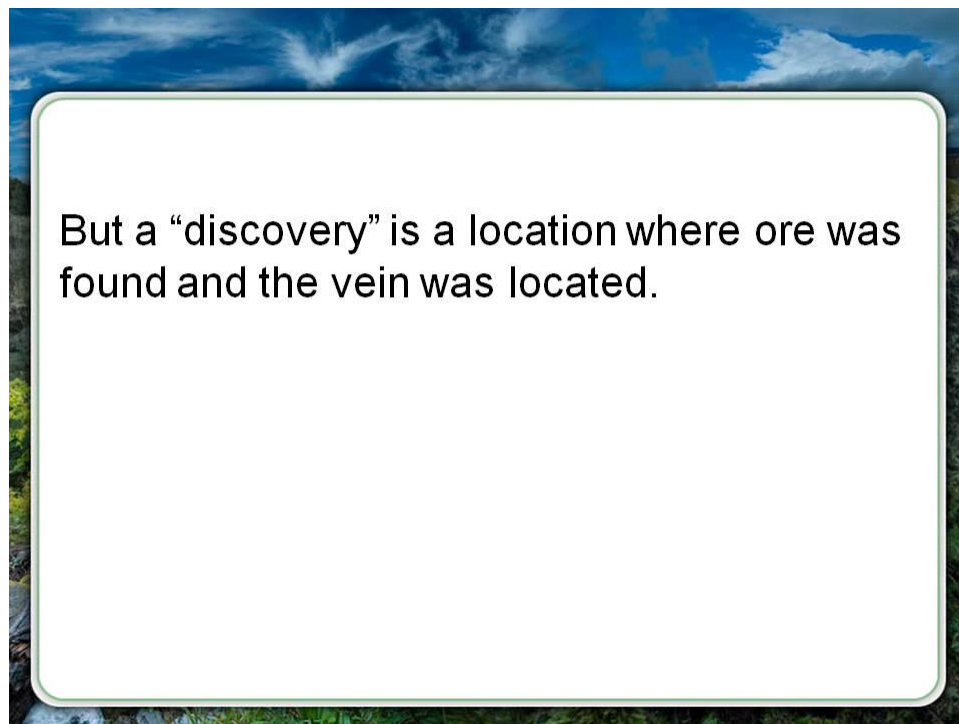 But a “discovery” is a location where ore was
found and the vein was located.